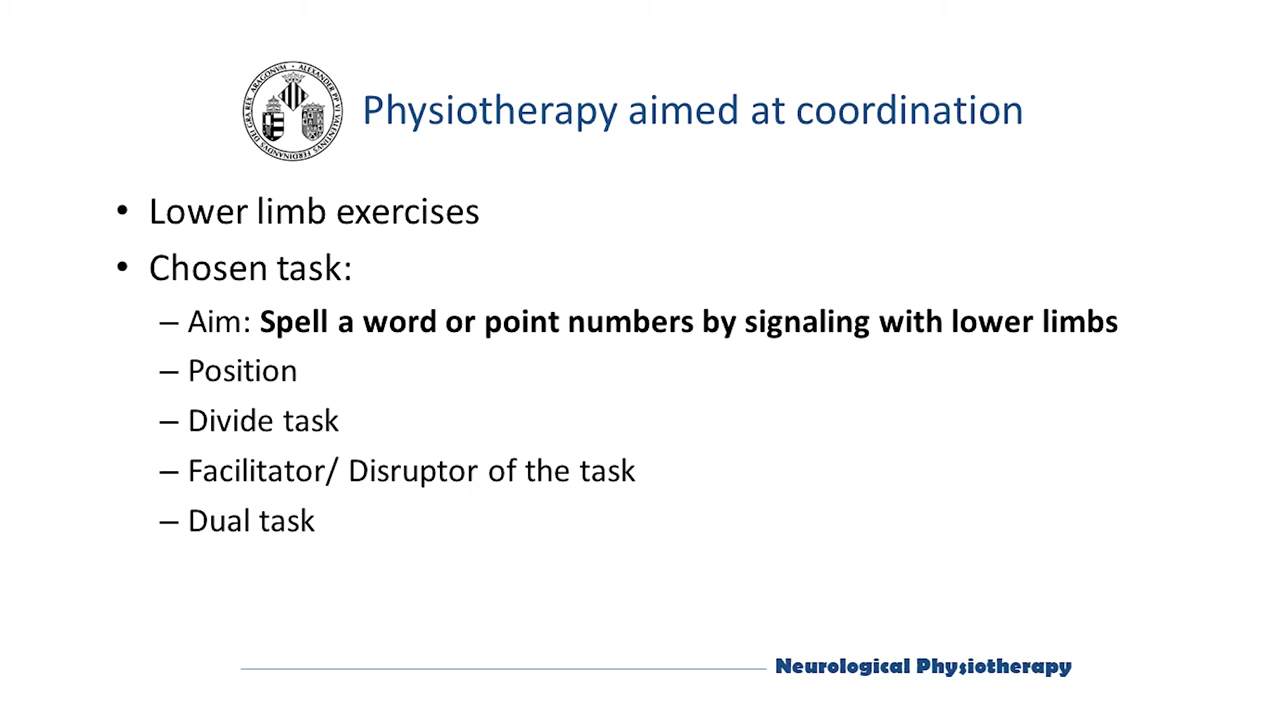 Physiotherapy aimed at coordination
• Lower limb exercises
• Chosen task:
– Aim: Spell a word or point numbers by signaling with lower limbs
– Position
– Divide task
– Facilitator/ Disruptor of the task
– Dual task
Neurological Physiotherapy